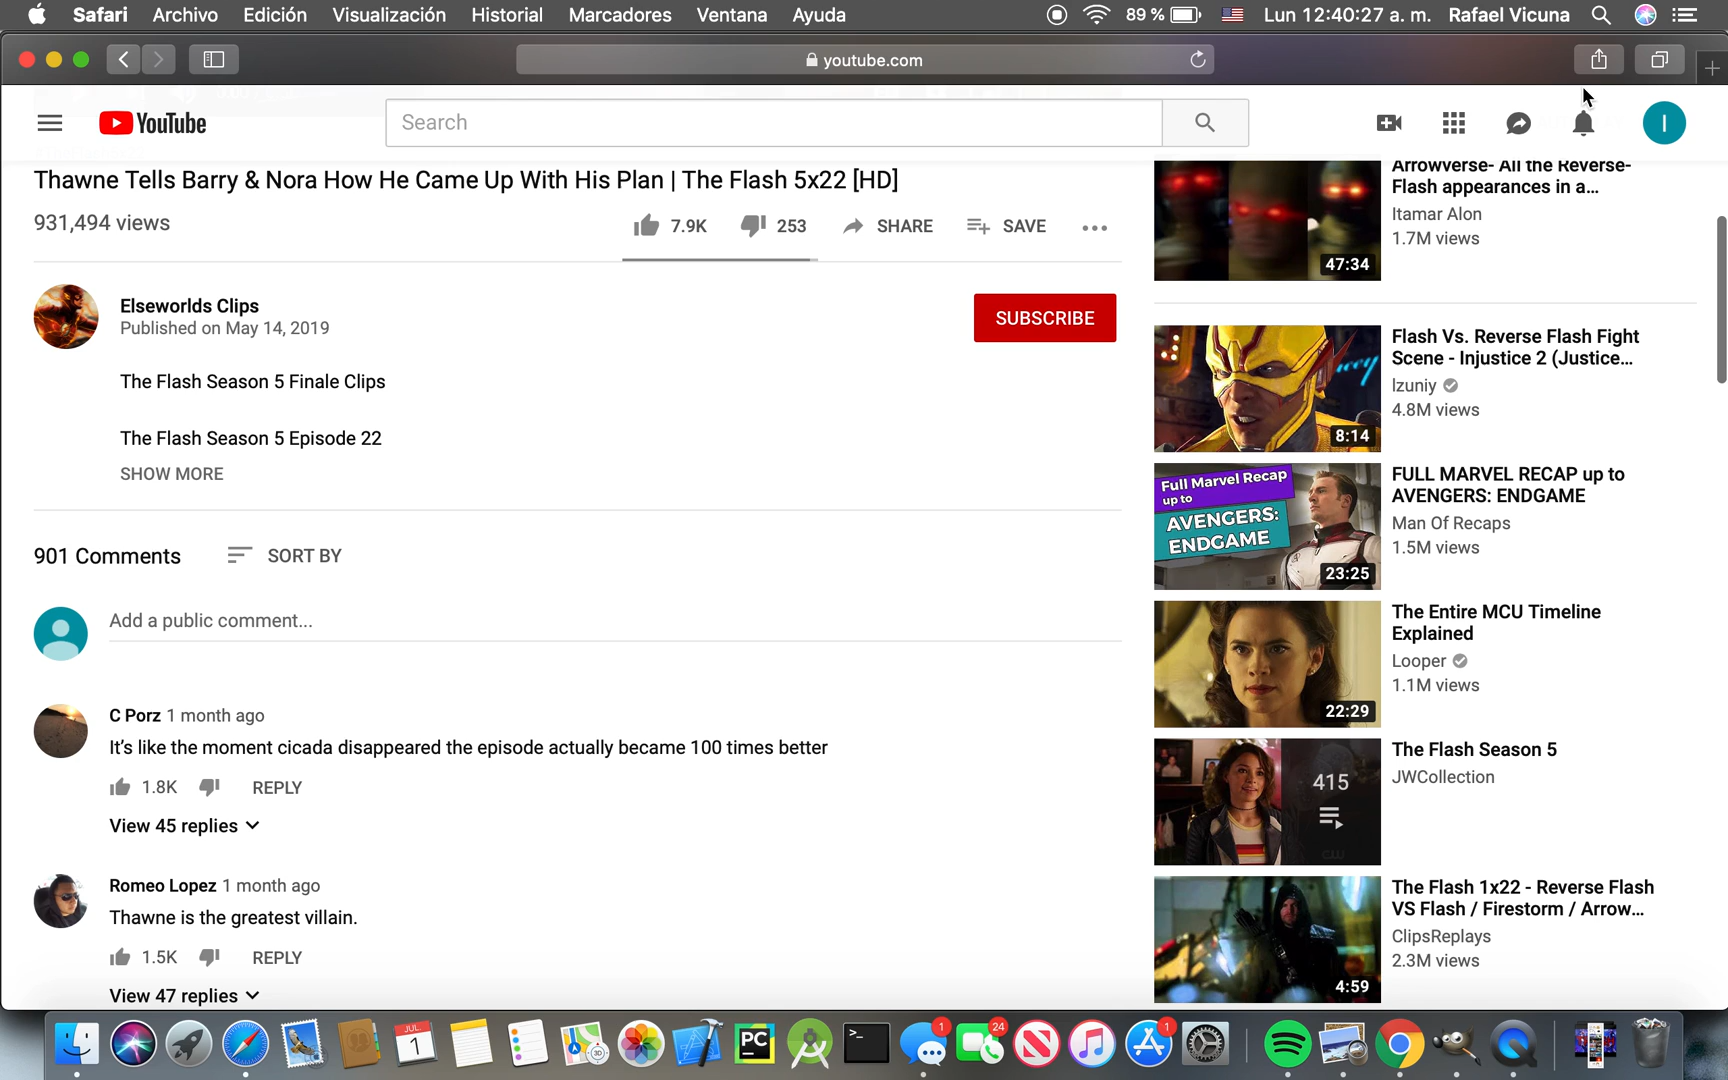 Safari Archivo Edición Visualización Historial Marcadores Ventana Ayuda 89 % Lun 12:40:27 a. m. Rafael Vicuna
youtube.com
YouTube
Search
I
Thawne Tells Barry & Nora How He Came Up With His Plan | The Flash 5x22 [HD]
931,494 views
7.9K 253 SHARE SAVE
Elseworlds Clips
Published on May 14, 2019
SUBSCRIBE
The Flash Season 5 Finale Clips
The Flash Season 5 Episode 22
SHOW MORE
901 Comments SORT BY
Add a public comment...
C Porz 1 month ago
It's like the moment cicada disappeared the episode actually became 100 times better
1.8K REPLY
View 45 replies
Romeo Lopez 1 month ago
Thawne is the greatest villain.
1.5K REPLY
View 47 replies
Arrowverse- All the Reverse-
Flash appearances in a...
Itamar Alon
1.7M views
47:34
Flash Vs. Reverse Flash Fight
Scene - Injustice 2 (Justice...
Izuniy
4.8M views
8:14
Full Marvel Recap
up to
AVENGERS:
ENDGAME
23:25
FULL MARVEL RECAP up to
AVENGERS: ENDGAME
Man Of Recaps
1.5M views
The Entire MCU Timeline
Explained
Looper
1.1M views
22:29
The Flash Season 5
JWCollection
415
The Flash 1x22 - Reverse Flash
VS Flash / Firestorm / Arrow...
ClipsReplays
2.3M views
4:59
JUL.
1
3D
PC
>_
1
24
1